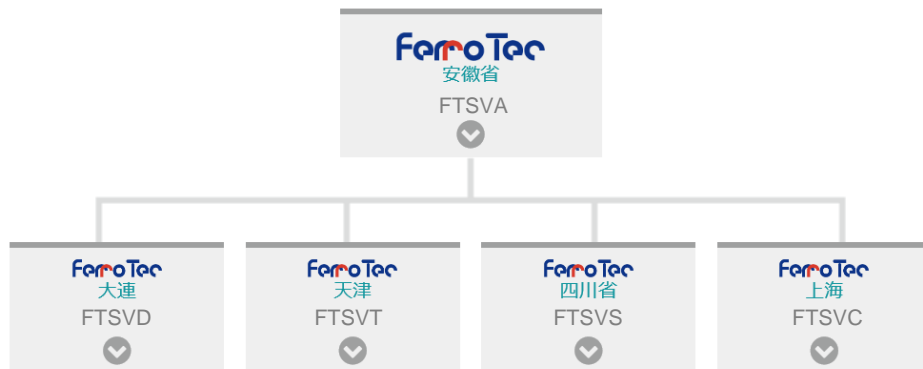 FerroTec
安徽省
FTSVA
FerroTec
大連
FTSVD
FerroTec
天津
FTSVT
FerroTec
四川省
FTSVS
FerroTec
上海
FTSVC